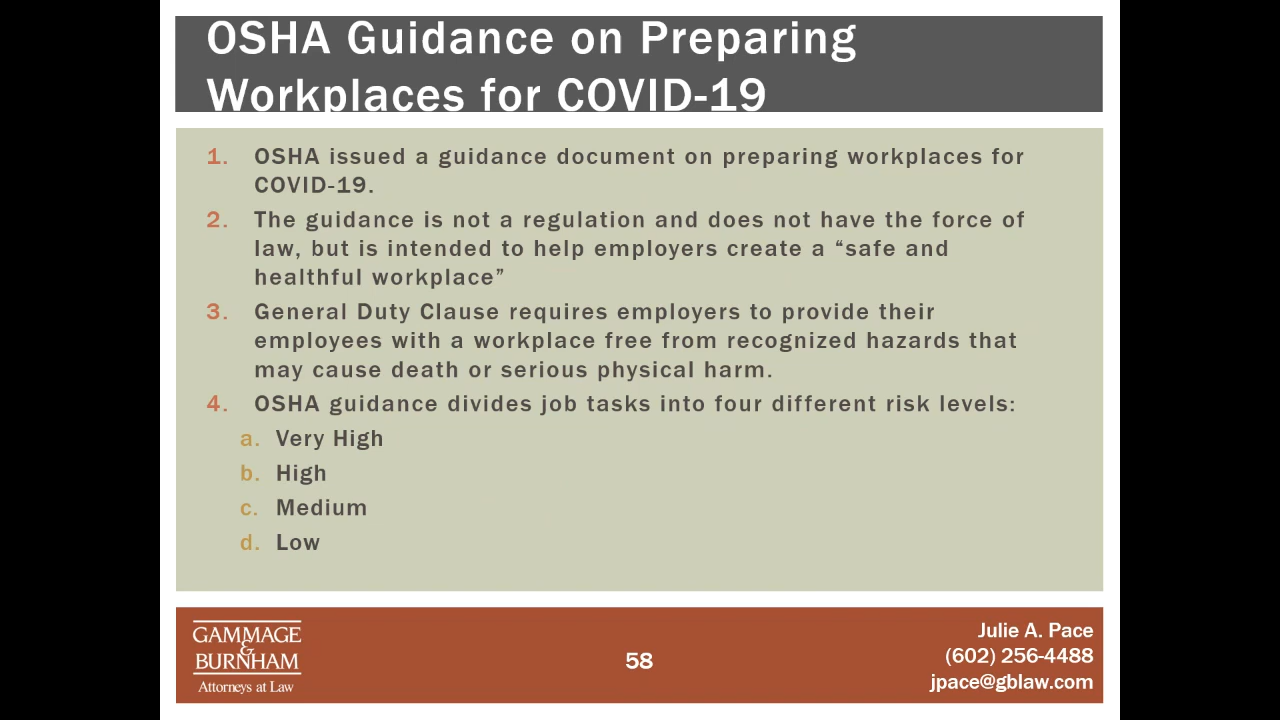 OSHA Guidance on Preparing
Workplaces for COVID-19
1. OSHA issued a guidance document on preparing workplaces for
COVID-19.
2. The guidance is not a regulation and does not have the force of
law, but is intended to help employers create a “safe and
healthful workplace”
3. General Duty Clause requires employers to provide their
employees with a workplace free from recognized hazards that
may cause death or serious physical harm.
4. OSHA guidance divides job tasks into four different risk levels:
a. Very High
b. High
c. Medium
d. Low
GAMMAGE
&
BURNHAM
Attorneys at Law
58
Julie A. Pace
(602) 256-4488
jpace@gblaw.com